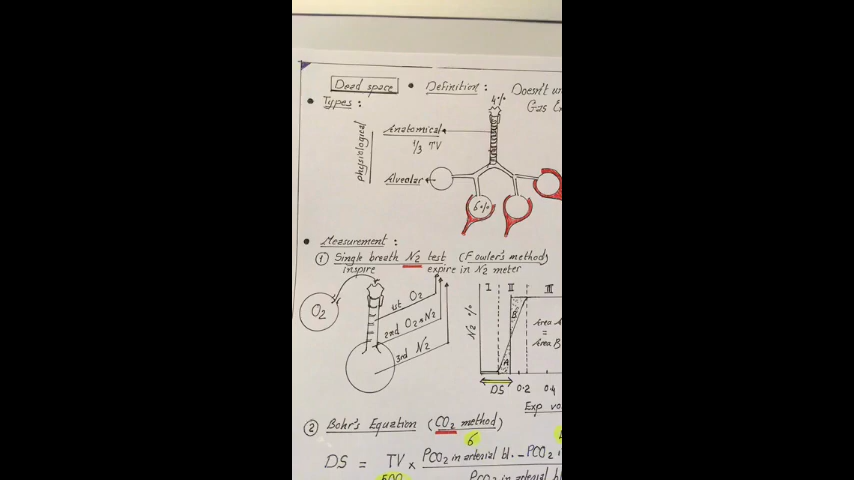 Dead space • Definition : Doesn't
• Types : Gas
4%
physiological
Anatomical
1/3 TV
Alveolar
6%
• Measurement :
① Single breath N2 test (Fowler's method)
inspire expire in N2 meter
O2
1st O2
2nd O2 + N2
3rd N2
N2 %
I II III
B
A
Area A
=
Area B
DS 0.2 0.4
Exp
② Bohr's Equation (CO2 method)
6
DS = TV × PCO2 in arterial bl. - PCO2
500 PCO2 in arterial bl.